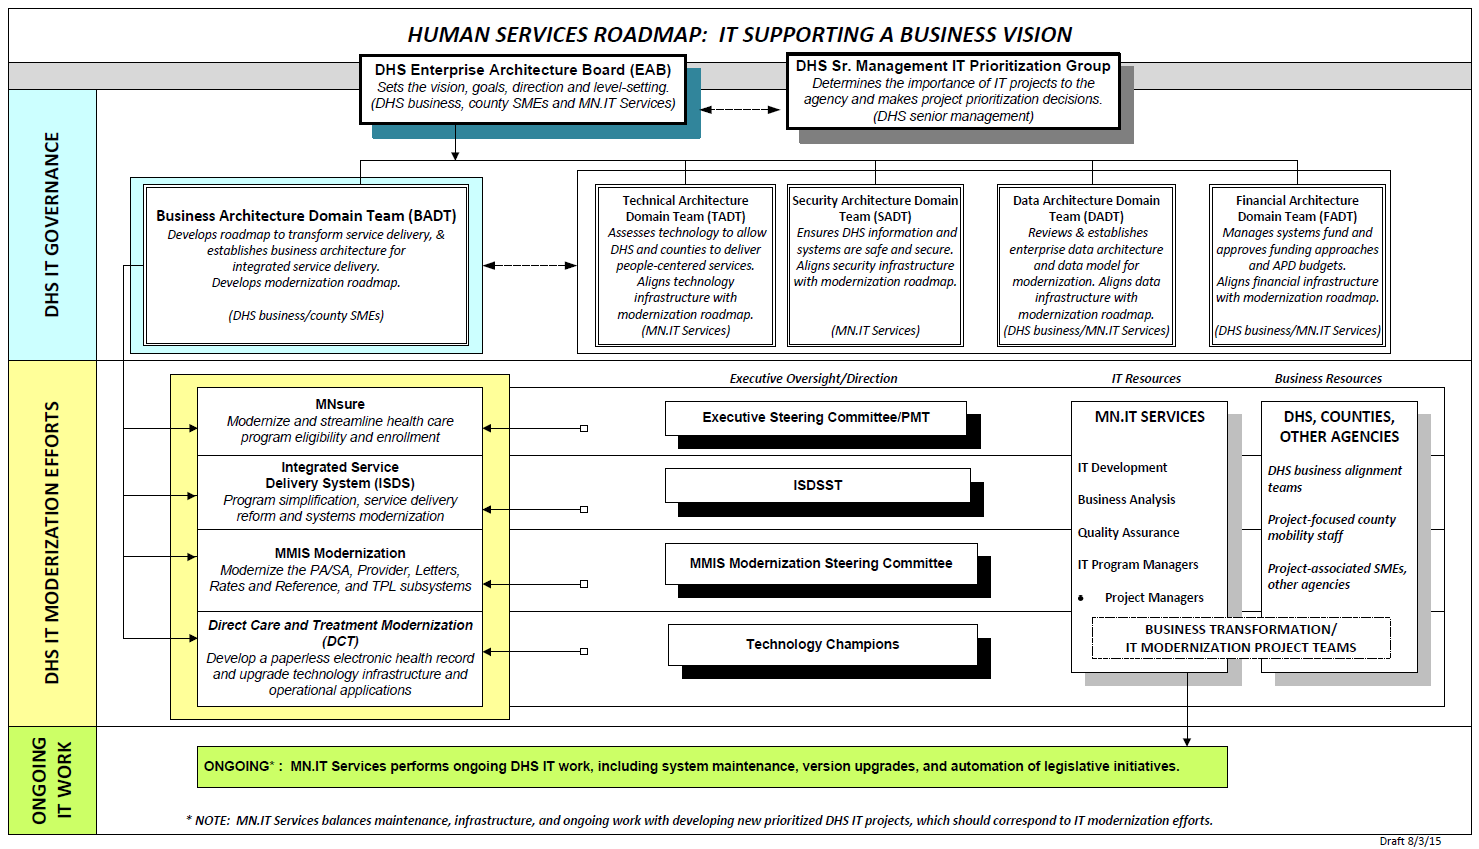 HUMAN SERVICES ROADMAP:  IT SUPPORTING A BUSINESS VISION
DHS Enterprise Architecture Board (EAB)
Sets the vision, goals, direction and level-setting.
(DHS business, county SMEs and MN.IT Services)
DHS Sr. Management IT Prioritization Group
Determines the importance of IT projects to the
agency and makes project prioritization decisions.
(DHS senior management)
DHS IT GOVERNANCE
Business Architecture Domain Team (BADT)
Develops roadmap to transform service delivery, &
establishes business architecture for
integrated service delivery.
Develops modernization roadmap.
(DHS business/county SMEs)
Technical Architecture
Domain Team (TADT)
Assesses technology to allow
DHS and counties to deliver
people-centered services.
Aligns technology
infrastructure with
modernization roadmap.
(MN.IT Services)
Security Architecture Domain
Team (SADT)
Ensures DHS information and
systems are safe and secure.
Aligns security infrastructure
with modernization roadmap.
(MN.IT Services)
Data Architecture Domain
Team (DADT)
Reviews & establishes
enterprise data architecture
and data model for
modernization. Aligns data
infrastructure with
modernization roadmap.
(DHS business/MN.IT Services)
Financial Architecture
Domain Team (FADT)
Manages systems fund and
approves funding approaches
and APD budgets.
Aligns financial infrastructure
with modernization roadmap.
(DHS business/MN.IT Services)
DHS IT MODERIZATION EFFORTS
Executive Oversight/Direction
IT Resources
Business Resources
MNsure
Modernize and streamline health care
program eligibility and enrollment
Integrated Service
Delivery System (ISDS)
Program simplification, service delivery
reform and systems modernization
MMIS Modernization
Modernize the PA/SA, Provider, Letters,
Rates and Reference, and TPL subsystems
Direct Care and Treatment Modernization
(DCT)
Develop a paperless electronic health record
and upgrade technology infrastructure and
operational applications
Executive Steering Committee/PMT
ISDSST
MMIS Modernization Steering Committee
Technology Champions
MN.IT SERVICES
IT Development
Business Analysis
Quality Assurance
IT Program Managers
• Project Managers
DHS, COUNTIES,
OTHER AGENCIES
DHS business alignment
teams
Project-focused county
mobility staff
Project-associated SMEs,
other agencies
BUSINESS TRANSFORMATION/
IT MODERNIZATION PROJECT TEAMS
ONGOING
IT WORK
ONGOING* :  MN.IT Services performs ongoing DHS IT work, including system maintenance, version upgrades, and automation of legislative initiatives.
* NOTE:  MN.IT Services balances maintenance, infrastructure, and ongoing work with developing new prioritized DHS IT projects, which should correspond to IT modernization efforts.
Draft 8/3/15